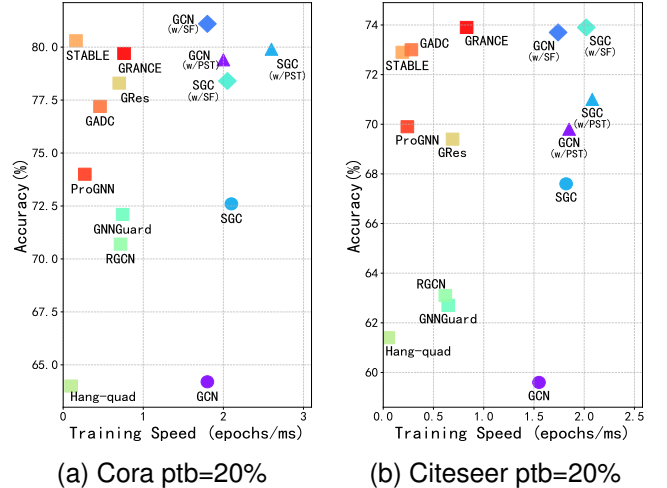 80.0
77.5
75.0
72.5
70.0
67.5
65.0
Accuracy(%)
STABLE
GRANCE
GRes
GADC
ProGNN
GNNGuard
RGCN
Hang-quad
GCN
(w/SF)
GCN
(w/PST)
SGC
(w/SF)
SGC
(w/PST)
SGC
GCN
0 1 2 3
Training Speed (epochs/ms)
(a) Cora ptb=20%
74
72
70
68
66
64
62
60
Accuracy(%)
GADC
GRANCE
STABLE
GCN
(w/SF)
SGC
(w/SF)
SGC
(w/PST)
GCN
(w/PST)
ProGNN
GRes
SGC
RGCN
GNNGuard
Hang-quad
GCN
0.0 0.5 1.0 1.5 2.0 2.5
Training Speed (epochs/ms)
(b) Citeseer ptb=20%